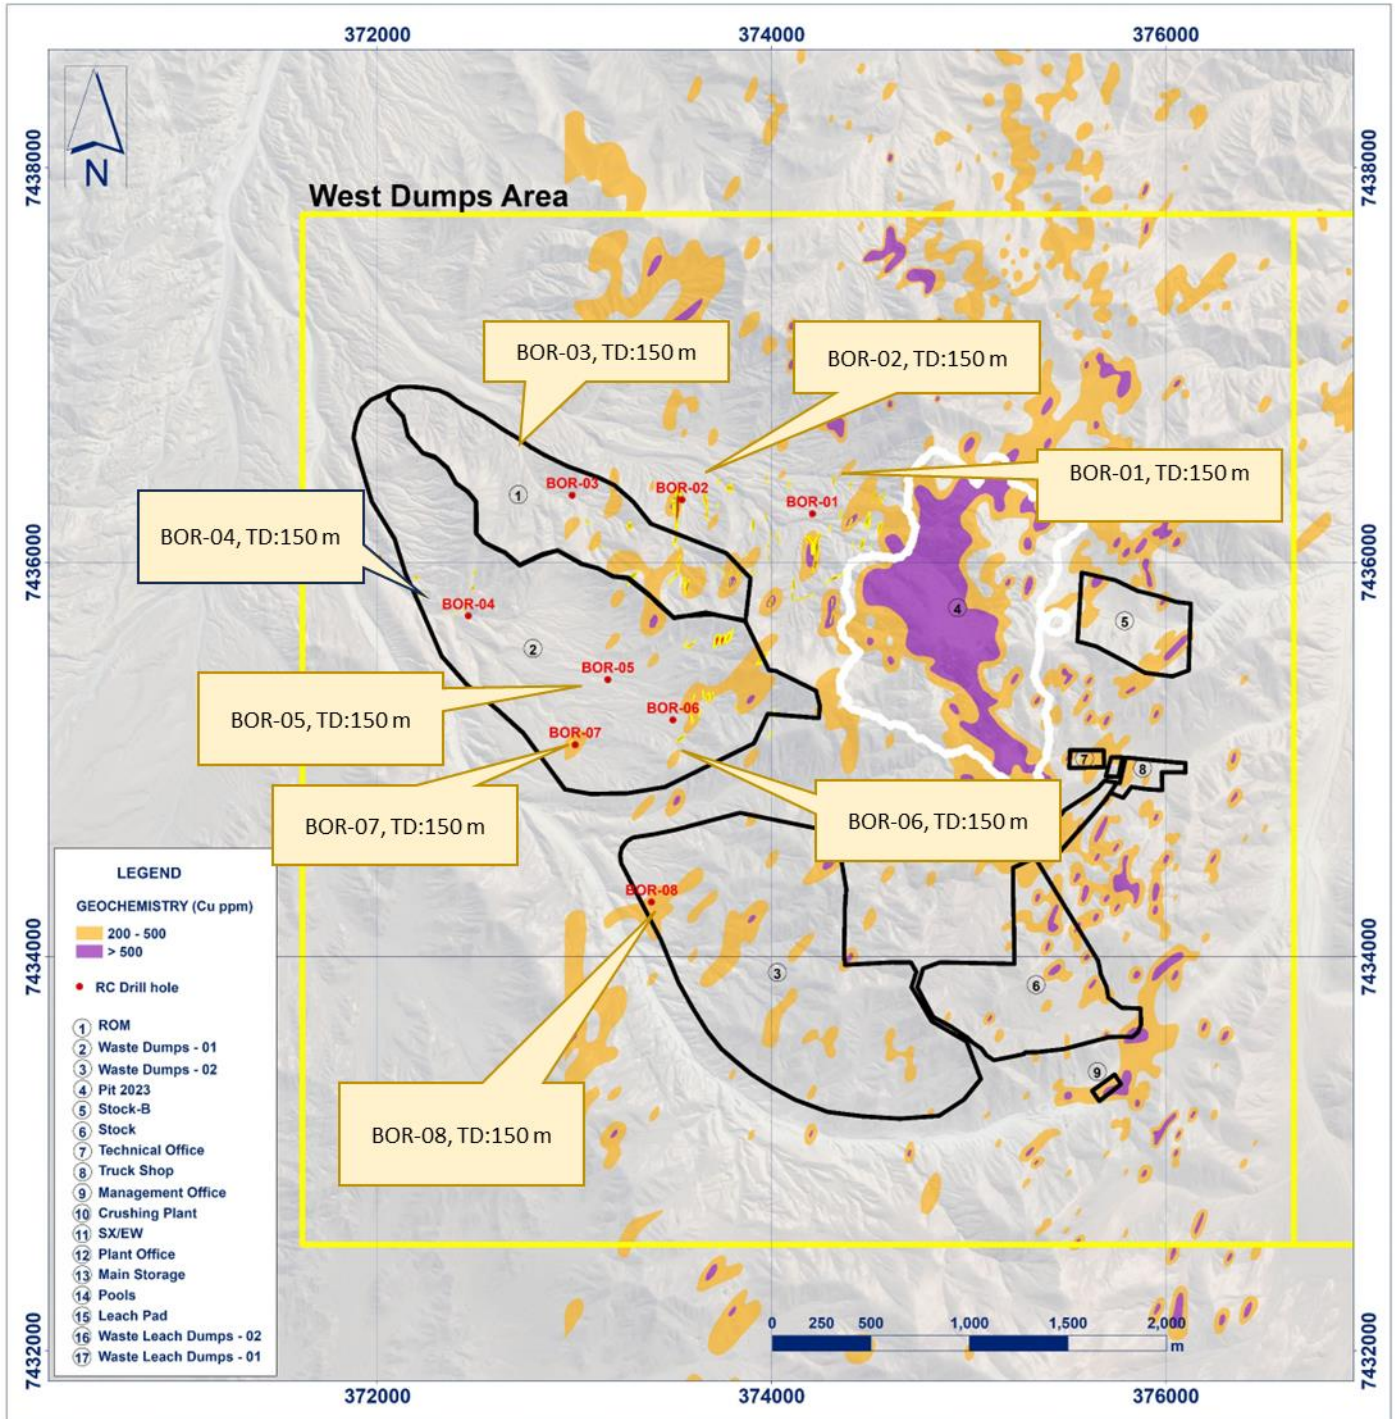 372000
374000
376000
7438000
7438000
N
West Dumps Area
BOR-03, TD:150 m
BOR-02, TD:150 m
BOR-01, TD:150 m
BOR-04, TD:150 m
1
BOR-03
BOR-02
BOR-01
7436000
7436000
BOR-04
4
5
2
BOR-05
BOR-05, TD:150 m
BOR-06
BOR-07
7
8
BOR-07, TD:150 m
BOR-06, TD:150 m
BOR-08
7434000
7434000
3
6
9
BOR-08, TD:150 m
LEGEND
GEOCHEMISTRY (Cu ppm)
200 - 500
> 500
RC Drill hole
1 ROM
2 Waste Dumps - 01
3 Waste Dumps - 02
4 Pit 2023
5 Stock-B
6 Stock
7 Technical Office
8 Truck Shop
9 Management Office
10 Crushing Plant
11 SX/EW
12 Plant Office
13 Main Storage
14 Pools
15 Leach Pad
16 Waste Leach Dumps - 02
17 Waste Leach Dumps - 01
0 250 500 1,000 1,500 2,000
m
7432000
7432000
372000
374000
376000